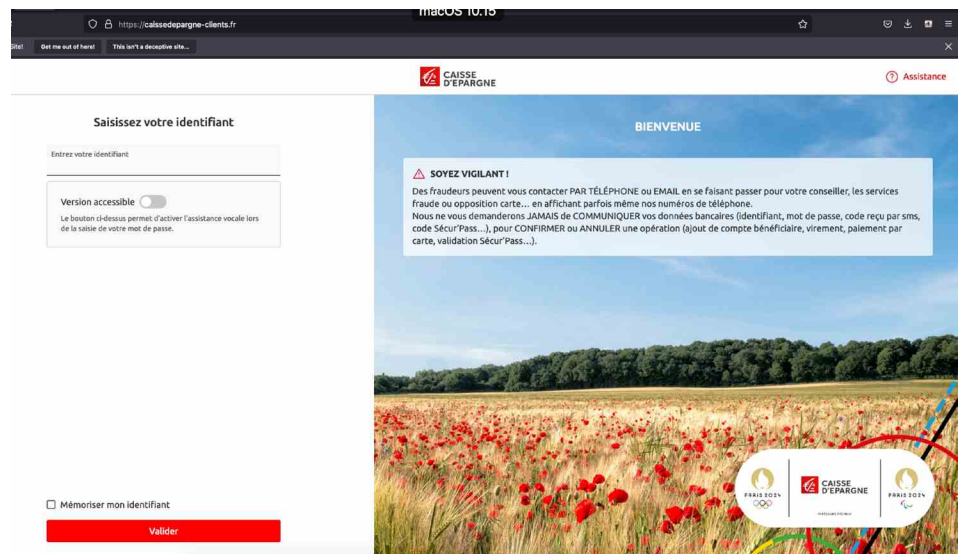 macOS 10.15
https://caissedepargne-clients.fr
Site! Get me out of here! This isn't a deceptive site...
CAISSE
D'EPARGNE
Assistance
Saisissez votre identifiant
Entrez votre identifiant
Version accessible
Le bouton ci-dessus permet d'activer l'assistance vocale lors
de la saisie de votre mot de passe.
Mémoriser mon identifiant
Valider
BIENVENUE
SOYEZ VIGILANT !
Des fraudeurs peuvent vous contacter PAR TÉLÉPHONE ou EMAIL en se faisant passer pour votre conseiller, les services
fraude ou opposition carte... en affichant parfois même nos numéros de téléphone.
Nous ne vous demanderons JAMAIS de COMMUNIQUER vos données bancaires (identifiant, mot de passe, code reçu par sms,
code Sécur'Pass...), pour CONFIRMER ou ANNULER une opération (ajout de compte bénéficiaire, virement, paiement par
carte, validation Sécur'Pass...).
PARIS 2024
CAISSE
D'EPARGNE
PARIS 2024